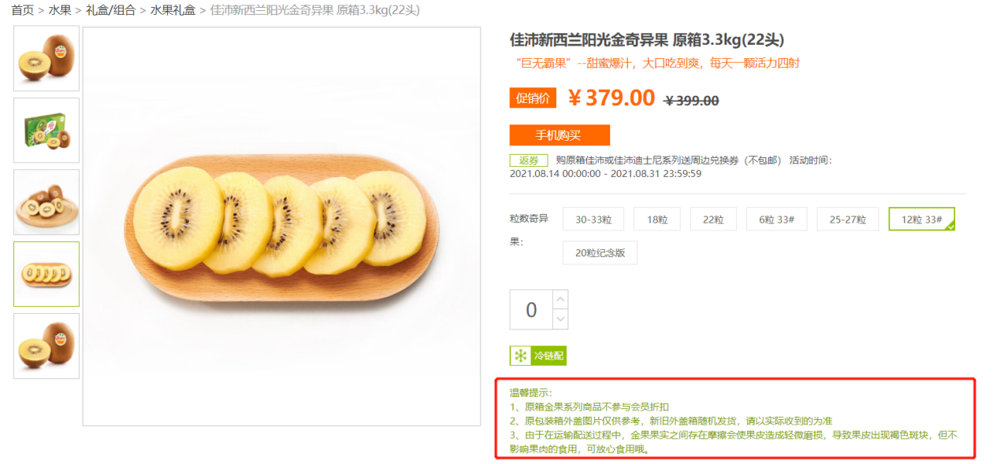 首页 > 水果 > 礼盒/组合 > 水果礼盒 > 佳沛新西兰阳光金奇异果 原箱3.3kg(22头)
佳沛新西兰阳光金奇异果 原箱3.3kg(22头)
“巨无霸果”--甜蜜爆汁，大口吃到爽，每天一颗活力四射
促销价 ¥379.00 ¥399.00
手机购买
返券 购原箱佳沛或佳沛迪士尼系列送周边兑换券（不包邮） 活动时间：
2021.08.14 00:00:00 - 2021.08.31 23:59:59
粒数奇异 30-33粒 18粒 22粒 6粒 33# 25-27粒 12粒 33#
果： 20粒纪念版
0
冷链配
温馨提示：
1、原箱金果系列商品不参与会员折扣
2、原包装箱外盖图片仅供参考，新旧外盖箱随机发货，请以实际收到的为准
3、由于在运输配送过程中，金果果实之间存在摩擦会使果皮造成轻微磨损，导致果皮出现褐色斑块，但不
影响果肉的食用，可放心食用哦。